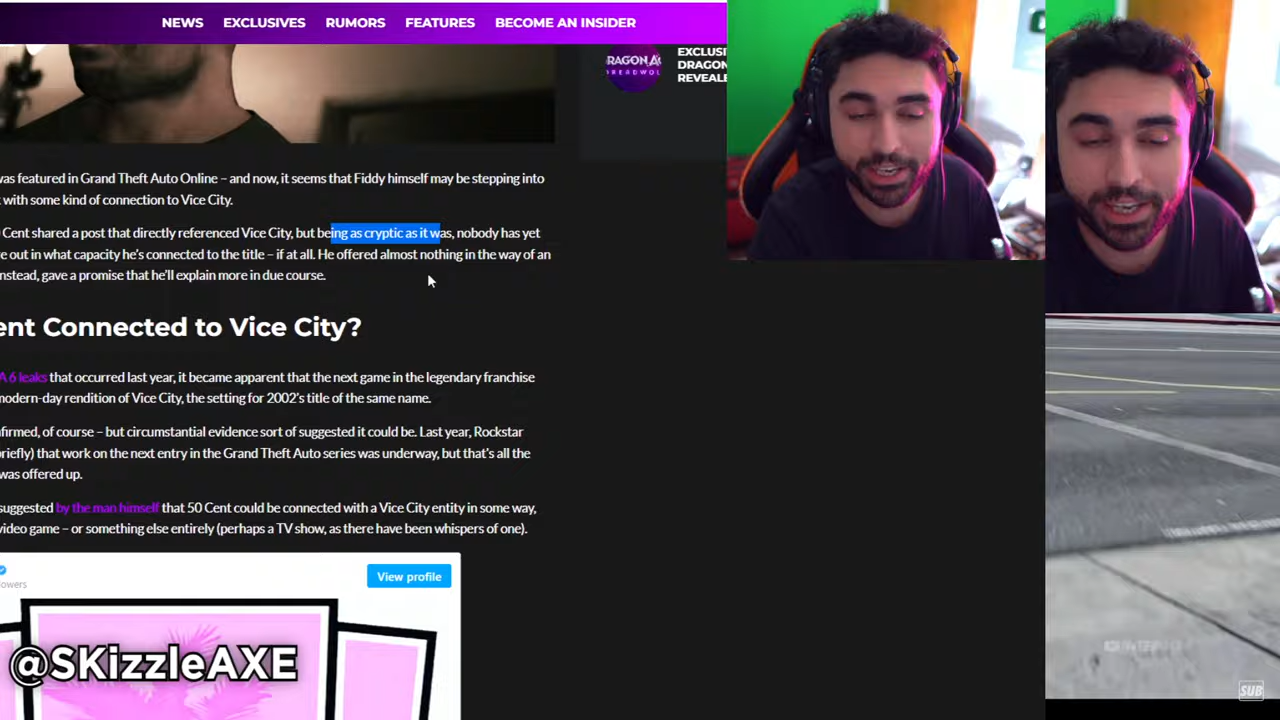 NEWS EXCLUSIVES RUMORS FEATURES BECOME AN INSIDER
DRAGON
REVEALE
was featured in Grand Theft Auto Online – and now, it seems that Fiddy himself may be stepping into
with some kind of connection to Vice City.
Cent shared a post that directly referenced Vice City, but being as cryptic as it was, nobody has yet
e out in what capacity he's connected to the title – if at all. He offered almost nothing in the way of an
nstead, gave a promise that he'll explain more in due course.
ent Connected to Vice City?
A 6 leaks that occurred last year, it became apparent that the next game in the legendary franchise
modern-day rendition of Vice City, the setting for 2002's title of the same name.
firmed, of course – but circumstantial evidence sort of suggested it could be. Last year, Rockstar
briefly) that work on the next entry in the Grand Theft Auto series was underway, but that's all the
was offered up.
suggested by the man himself that 50 Cent could be connected with a Vice City entity in some way,
video game – or something else entirely (perhaps a TV show, as there have been whispers of one).
owers
View profile
@SKizzleAXE
SUB